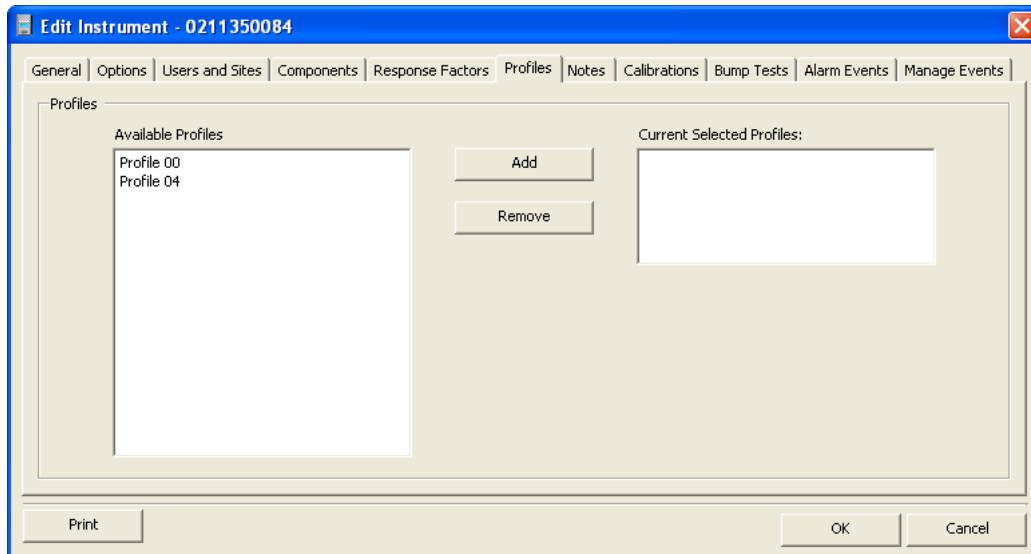 Edit Instrument - 0211350084
General Options Users and Sites Components Response Factors Profiles Notes Calibrations Bump Tests Alarm Events Manage Events
Profiles
Available Profiles
Profile 00
Profile 04
Add
Remove
Current Selected Profiles:
Print
OK
Cancel